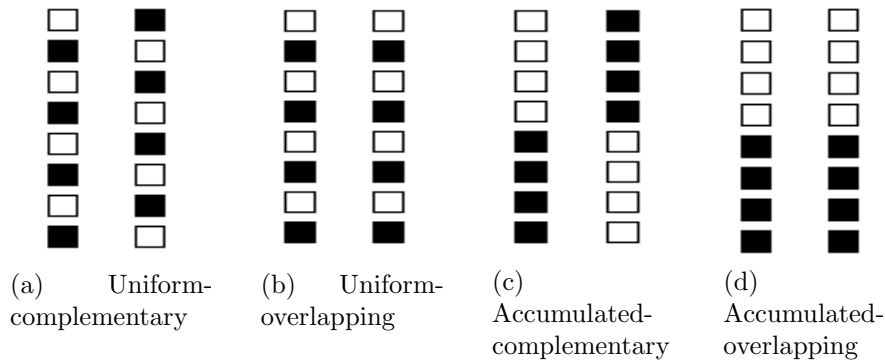 (a) Uniform-
complementary
(b) Uniform-
overlapping
(c)
Accumulated-
complementary
(d)
Accumulated-
overlapping